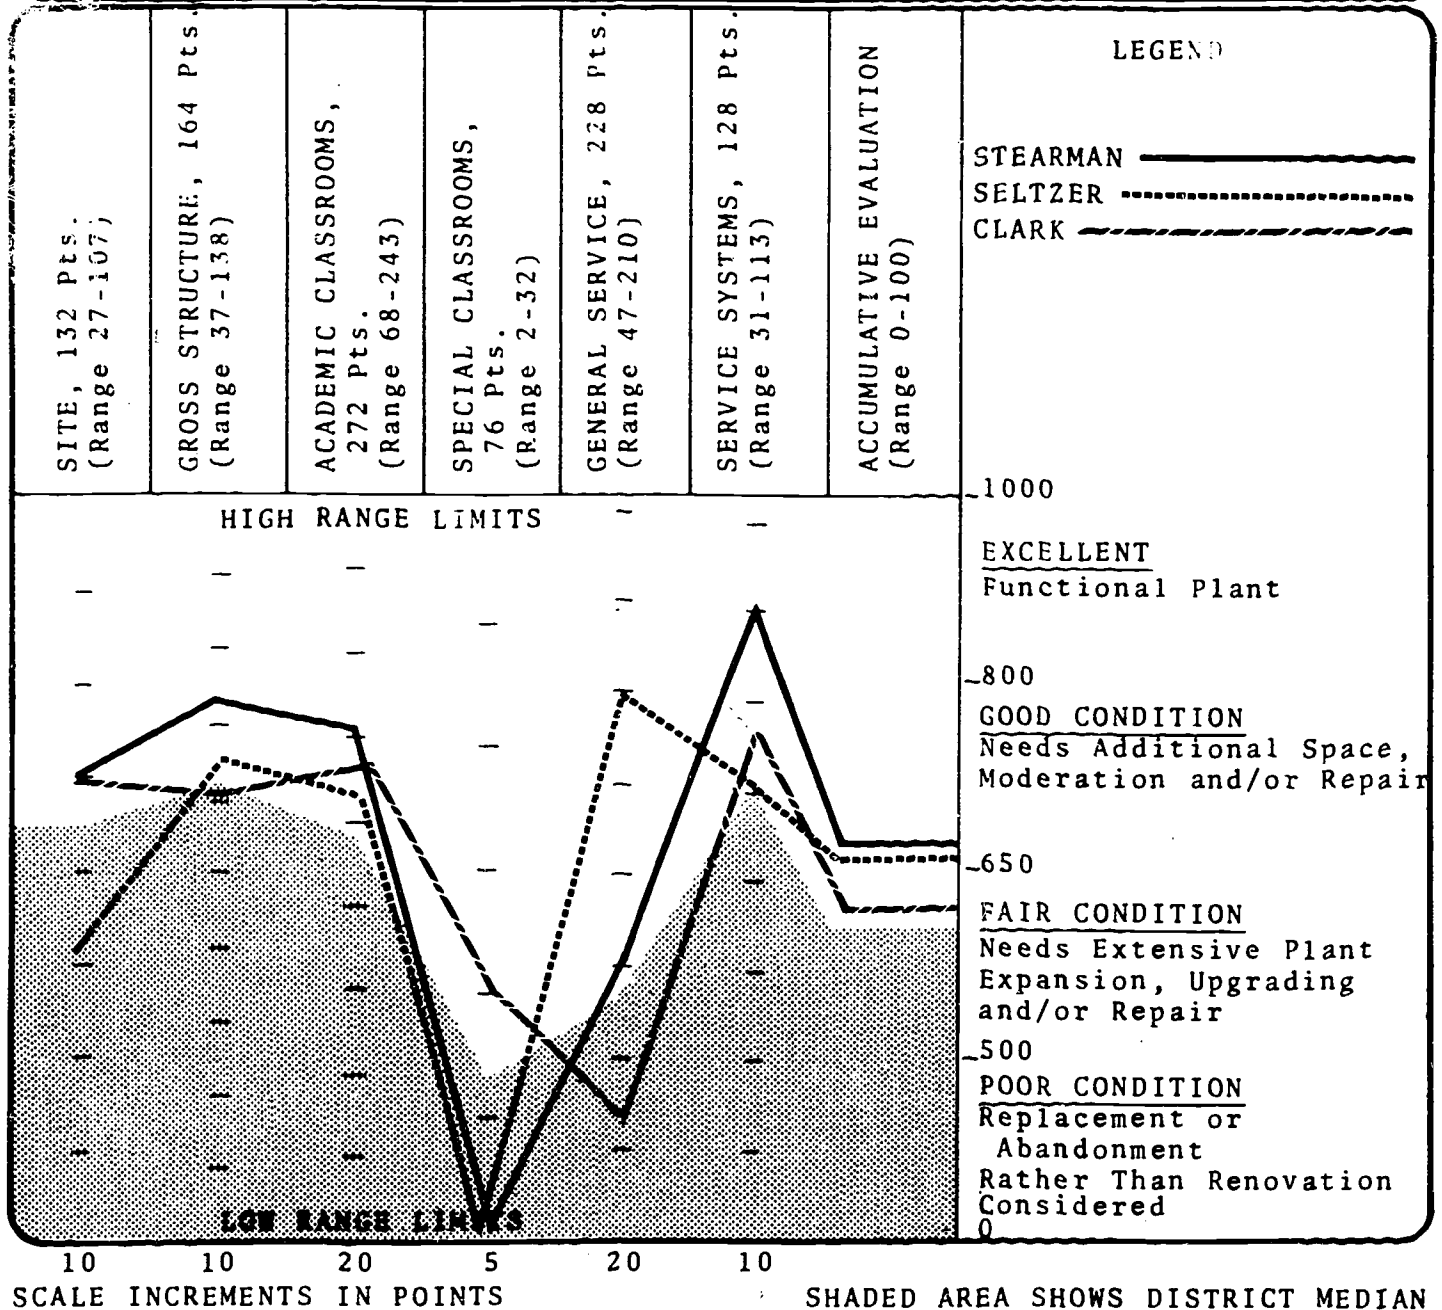 SITE, 132 Pts.
(Range 27-107)
GROSS STRUCTURE, 164 Pts.
(Range 37-138)
ACADEMIC CLASSROOMS,
272 Pts.
(Range 68-243)
SPECIAL CLASSROOMS,
76 Pts.
(Range 2-32)
GENERAL SERVICE, 228 Pts.
(Range 47-210)
SERVICE SYSTEMS, 128 Pts.
(Range 31-113)
ACCUMULATIVE EVALUATION
(Range 0-100)
LEGEND
STEARMAN
SELTZER
CLARK
HIGH RANGE LIMITS
1000
EXCELLENT
Functional Plant
800
GOOD CONDITION
Needs Additional Space,
Moderation and/or Repair
650
FAIR CONDITION
Needs Extensive Plant
Expansion, Upgrading
and/or Repair
500
POOR CONDITION
Replacement or
Abandonment
Rather Than Renovation
Considered
0
LOW RANGE LIMITS
10 10 20 5 20 10
SCALE INCREMENTS IN POINTS
SHADED AREA SHOWS DISTRICT MEDIAN